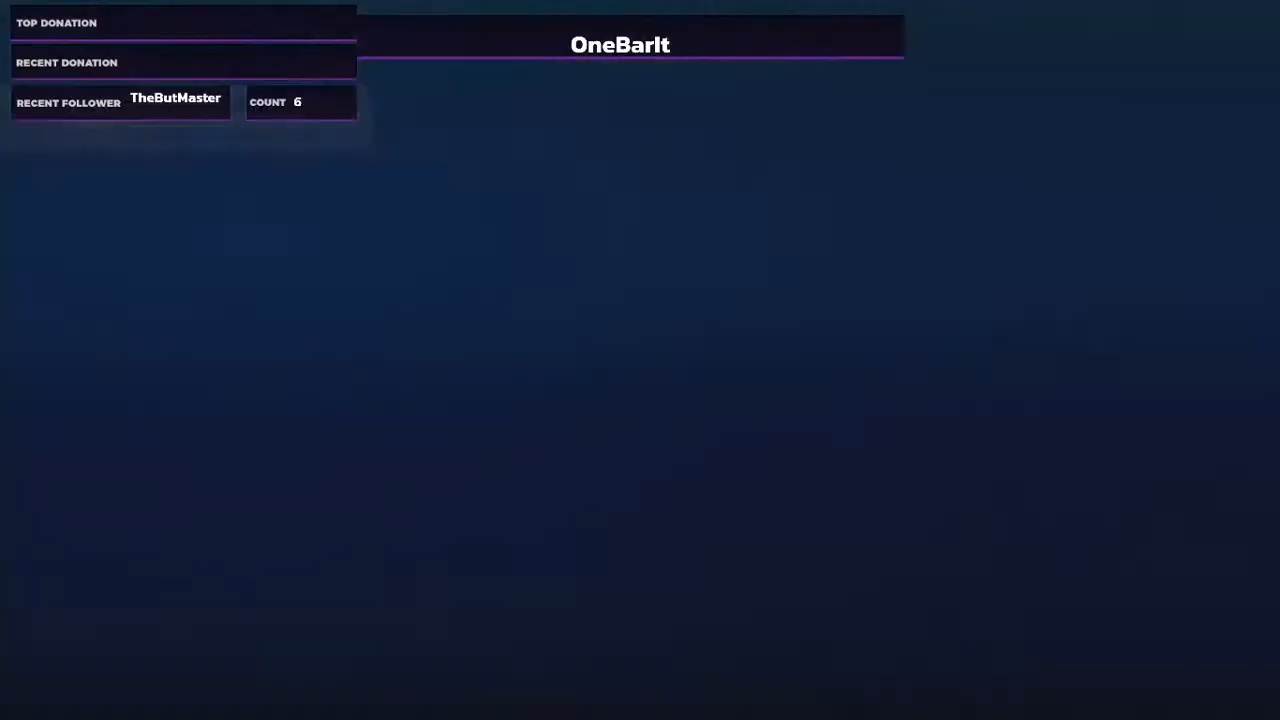 TOP DONATION
OneBarIt
RECENT DONATION
RECENT FOLLOWER TheButMaster
COUNT 6